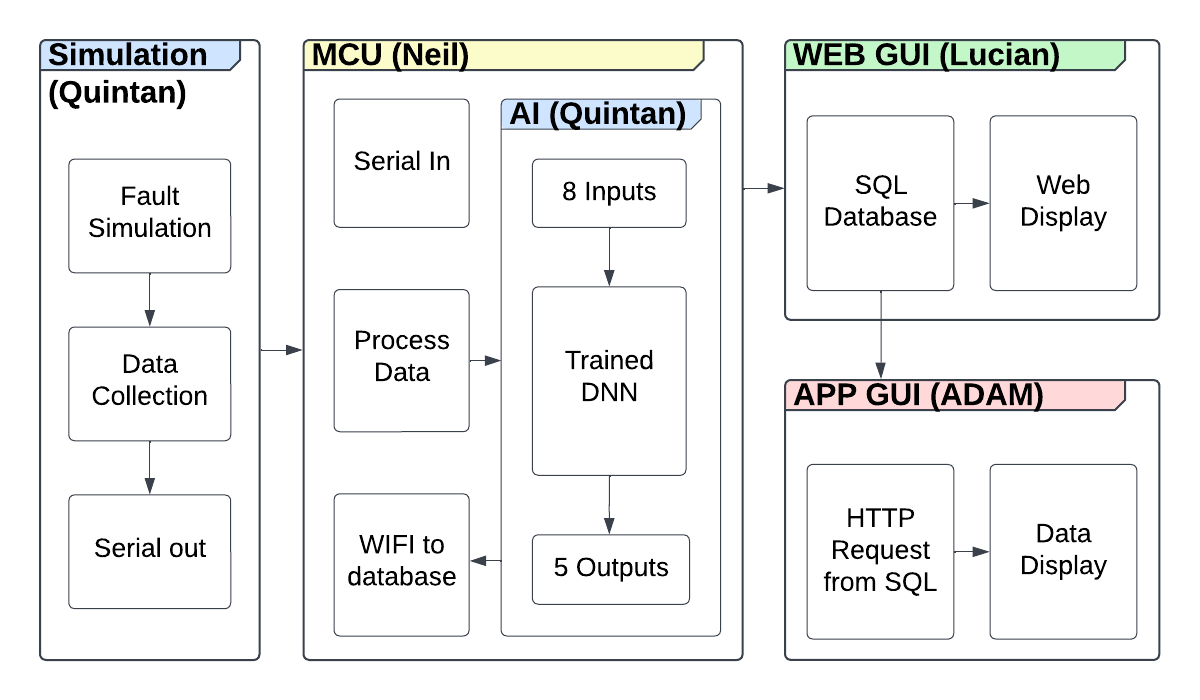 Simulation
(Quintan)
Fault
Simulation
Data
Collection
Serial out
MCU (Neil)
Serial In
Process
Data
WIFI to
database
AI (Quintan)
8 Inputs
Trained
DNN
5 Outputs
WEB GUI (Lucian)
SQL
Database
Web
Display
APP GUI (ADAM)
HTTP
Request
from SQL
Data
Display